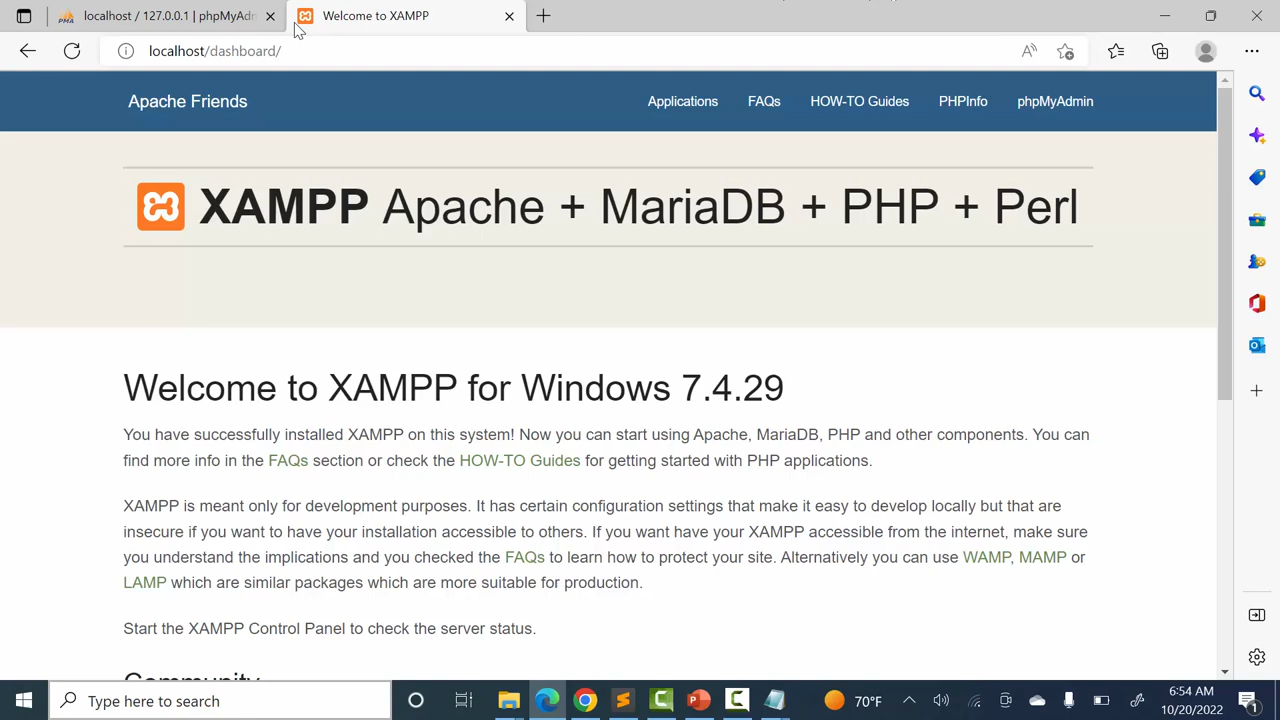 localhost / 127.0.0.1 | phpMyAdm
Welcome to XAMPP
localhost/dashboard/
Apache Friends
Applications
FAQs
HOW-TO Guides
PHPInfo
phpMyAdmin
XAMPP Apache + MariaDB + PHP + Perl
Welcome to XAMPP for Windows 7.4.29
You have successfully installed XAMPP on this system! Now you can start using Apache, MariaDB, PHP and other components. You can
find more info in the FAQs section or check the HOW-TO Guides for getting started with PHP applications.
XAMPP is meant only for development purposes. It has certain configuration settings that make it easy to develop locally but that are
insecure if you want to have your installation accessible to others. If you want have your XAMPP accessible from the internet, make sure
you understand the implications and you checked the FAQs to learn how to protect your site. Alternatively you can use WAMP, MAMP or
LAMP which are similar packages which are more suitable for production.
Start the XAMPP Control Panel to check the server status.
Community
Type here to search
70°F
6:54 AM
10/20/2022